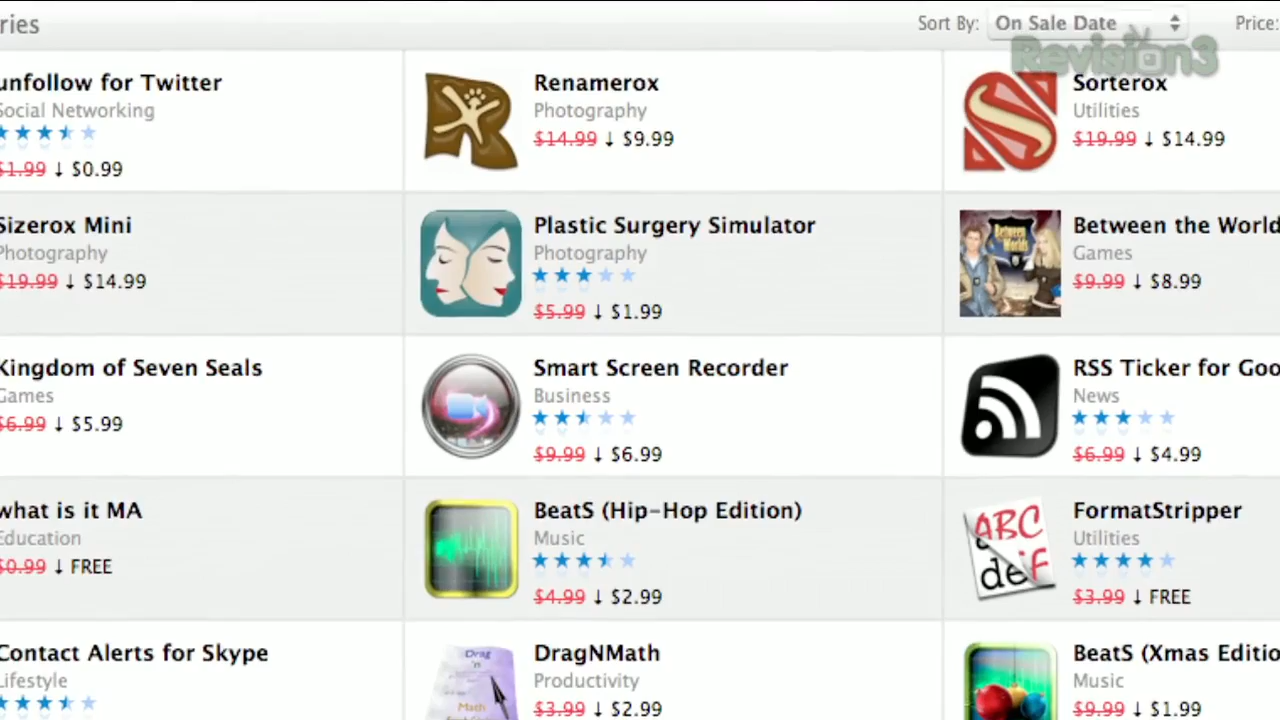 ries
Sort By: On Sale Date Price:
Revision3
unfollow for Twitter
Social Networking
$1.99 ↓ $0.99
Renamerox
Photography
$14.99 ↓ $9.99
Sorterox
Utilities
$19.99 ↓ $14.99
Sizerox Mini
Photography
$19.99 ↓ $14.99
Plastic Surgery Simulator
Photography
$5.99 ↓ $1.99
Between Worlds
Between the World
Games
$9.99 ↓ $8.99
Kingdom of Seven Seals
Games
$6.99 ↓ $5.99
Smart Screen Recorder
Business
$9.99 ↓ $6.99
RSS Ticker for Goo
News
$6.99 ↓ $4.99
what is it MA
Education
$0.99 ↓ FREE
BeatS (Hip-Hop Edition)
Music
$4.99 ↓ $2.99
ABC
def
FormatStripper
Utilities
$3.99 ↓ FREE
Contact Alerts for Skype
Lifestyle
Drag
'n
Math
DragNMath
Productivity
$3.99 ↓ $2.99
BeatS (Xmas Editio
Music
$9.99 ↓ $1.99